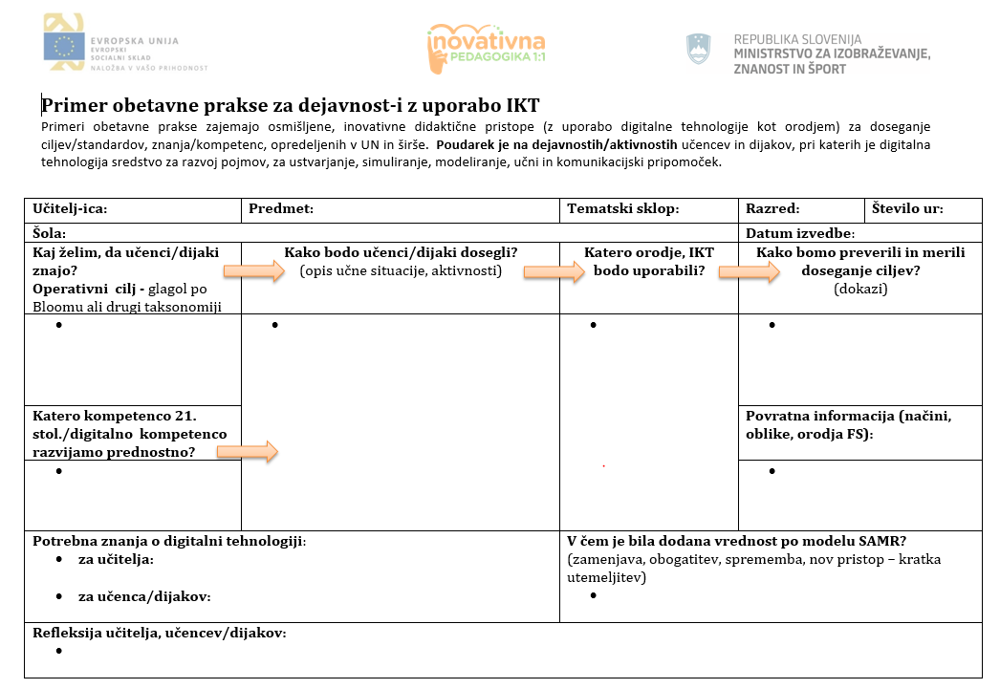 EVROPSKA UNIJA
EVROPSKI
SOCIALNI SKLAD
NALOŽBA V VAŠO PRIHODNOST
inovativna
PEDAGOGIKA 1:1
REPUBLIKA SLOVENIJA
MINISTRSTVO ZA IZOBRAŽEVANJE,
ZNANOST IN ŠPORT
Primer obetavne prakse za dejavnost-i z uporabo IKT
Primeri obetavne prakse zajemajo osmišljene, inovativne didaktične pristope (z uporabo digitalne tehnologije kot orodjem) za doseganje
ciljev/standardov, znanja/kompetenc, opredeljenih v UN in širše. Poudarek je na dejavnostih/aktivnostih učencev in dijakov, pri katerih je digitalna
tehnologija sredstvo za razvoj pojmov, za ustvarjanje, simuliranje, modeliranje, učni in komunikacijski pripomoček.
Učitelj-ica:
Predmet:
Tematski sklop:
Razred:
Število ur:
Šola:
Datum izvedbe:
Kaj želim, da učenci/dijaki
znajo?
Operativni cilj - glagol po
Bloomu ali drugi taksonomiji
Kako bodo učenci/dijaki dosegli?
(opis učne situacije, aktivnosti)
Katero orodje, IKT
bodo uporabili?
Kako bomo preverili in merili
doseganje ciljev?
(dokazi)
Katero kompetenco 21.
stol./digitalno kompetenco
razvijamo prednostno?
Povratna informacija (načini,
oblike, orodja FS):
Potrebna znanja o digitalni tehnologiji:
• za učitelja:
• za učenca/dijakov:
V čem je bila dodana vrednost po modelu SAMR?
(zamenjava, obogatitev, sprememba, nov pristop – kratka
utemeljitev)
Refleksija učitelja, učencev/dijakov: